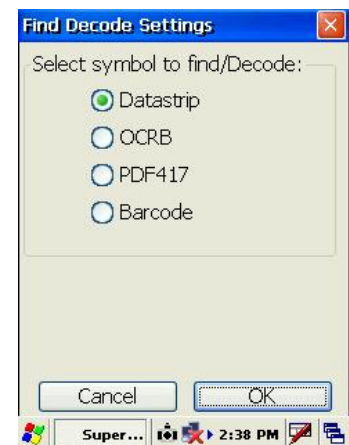 Find Decode Settings
Select symbol to find/Decode:
Datastrip
OCRB
PDF417
Barcode
Cancel
OK
Super... 2:38 PM